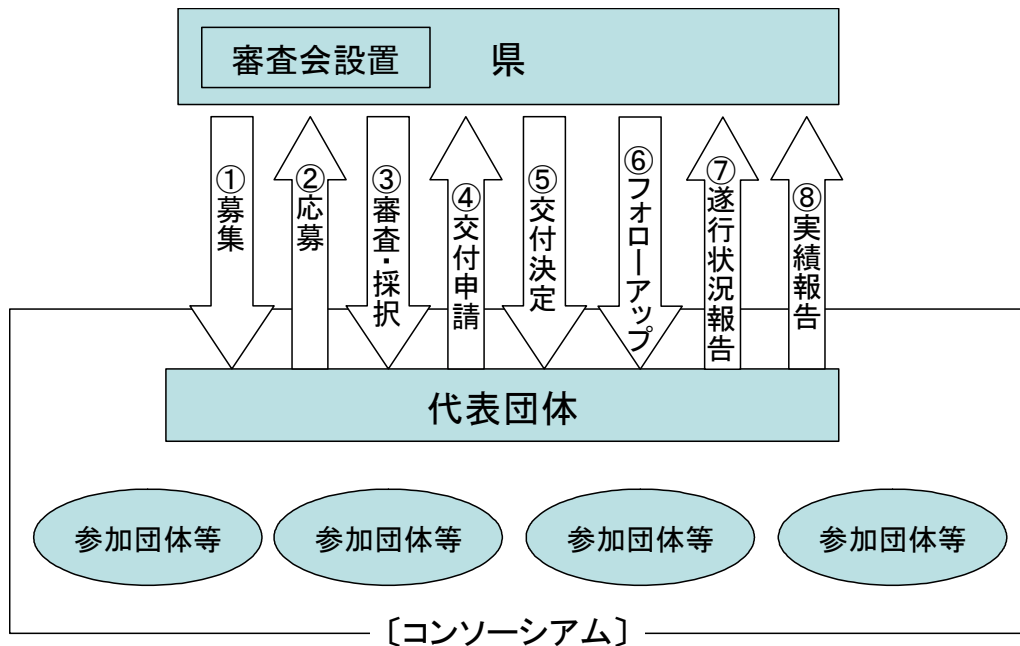 審査会設置
県
①募集
②応募
③審査・採択
④交付申請
⑤交付決定
⑥フォローアップ
⑦遂行状況報告
⑧実績報告
代表団体
参加団体等
参加団体等
参加団体等
参加団体等
〔コンソーシアム〕